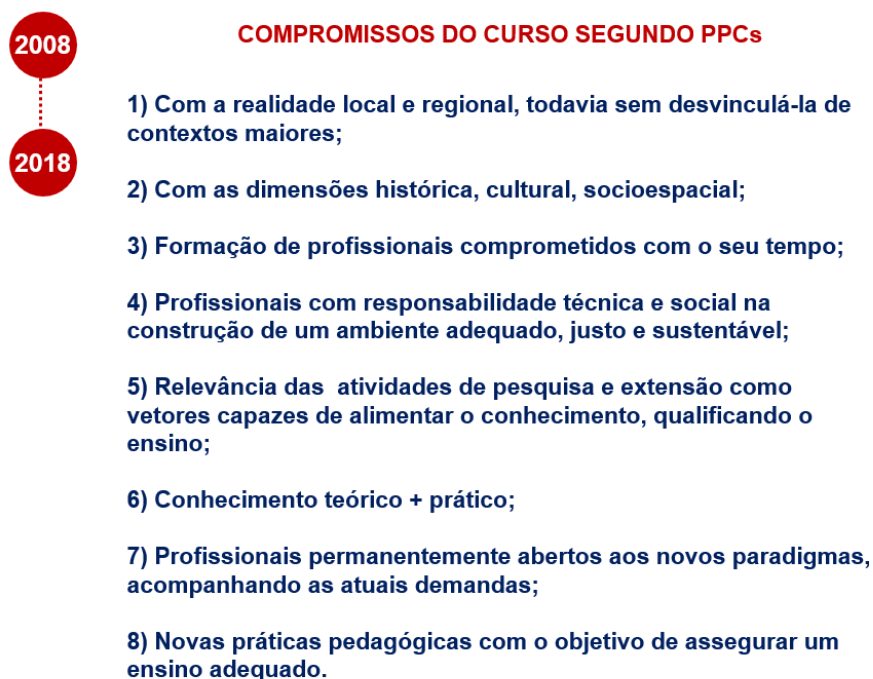 2008
2018
COMPROMISSOS DO CURSO SEGUNDO PPCs
1) Com a realidade local e regional, todavia sem desvinculá-la de
contextos maiores;
2) Com as dimensões histórica, cultural, socioespacial;
3) Formação de profissionais comprometidos com o seu tempo;
4) Profissionais com responsabilidade técnica e social na
construção de um ambiente adequado, justo e sustentável;
5) Relevância das  atividades de pesquisa e extensão como
vetores capazes de alimentar o conhecimento, qualificando o
ensino;
6) Conhecimento teórico + prático;
7) Profissionais permanentemente abertos aos novos paradigmas,
acompanhando as atuais demandas;
8) Novas práticas pedagógicas com o objetivo de assegurar um
ensino adequado.